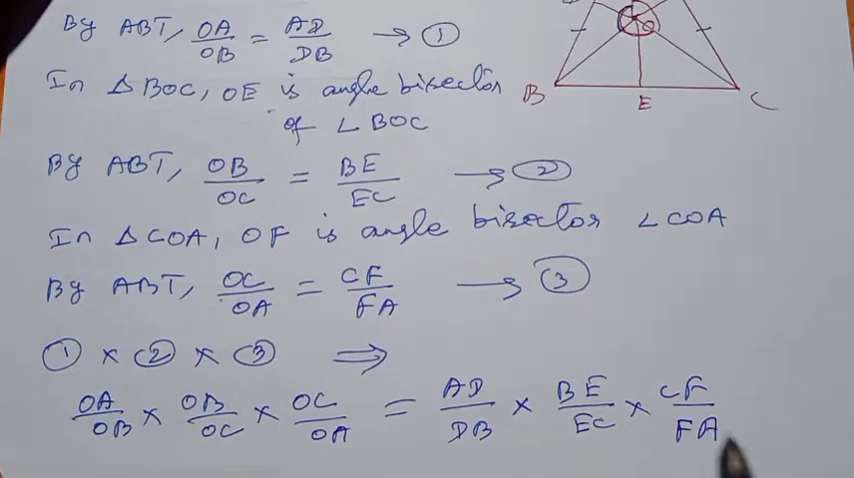 By ABT, OA/OB = AD/DB → ①
In △BOC, OE is angle bisector
of ∠BOC
By ABT, OB/OC = BE/EC → ②
In △COA, OF is angle bisector ∠COA
By ABT, OC/OA = CF/FA → ③
① × ② × ③ ⇒
OA/OB × OB/OC × OC/OA = AD/DB × BE/EC × CF/FA
O
B
E
C